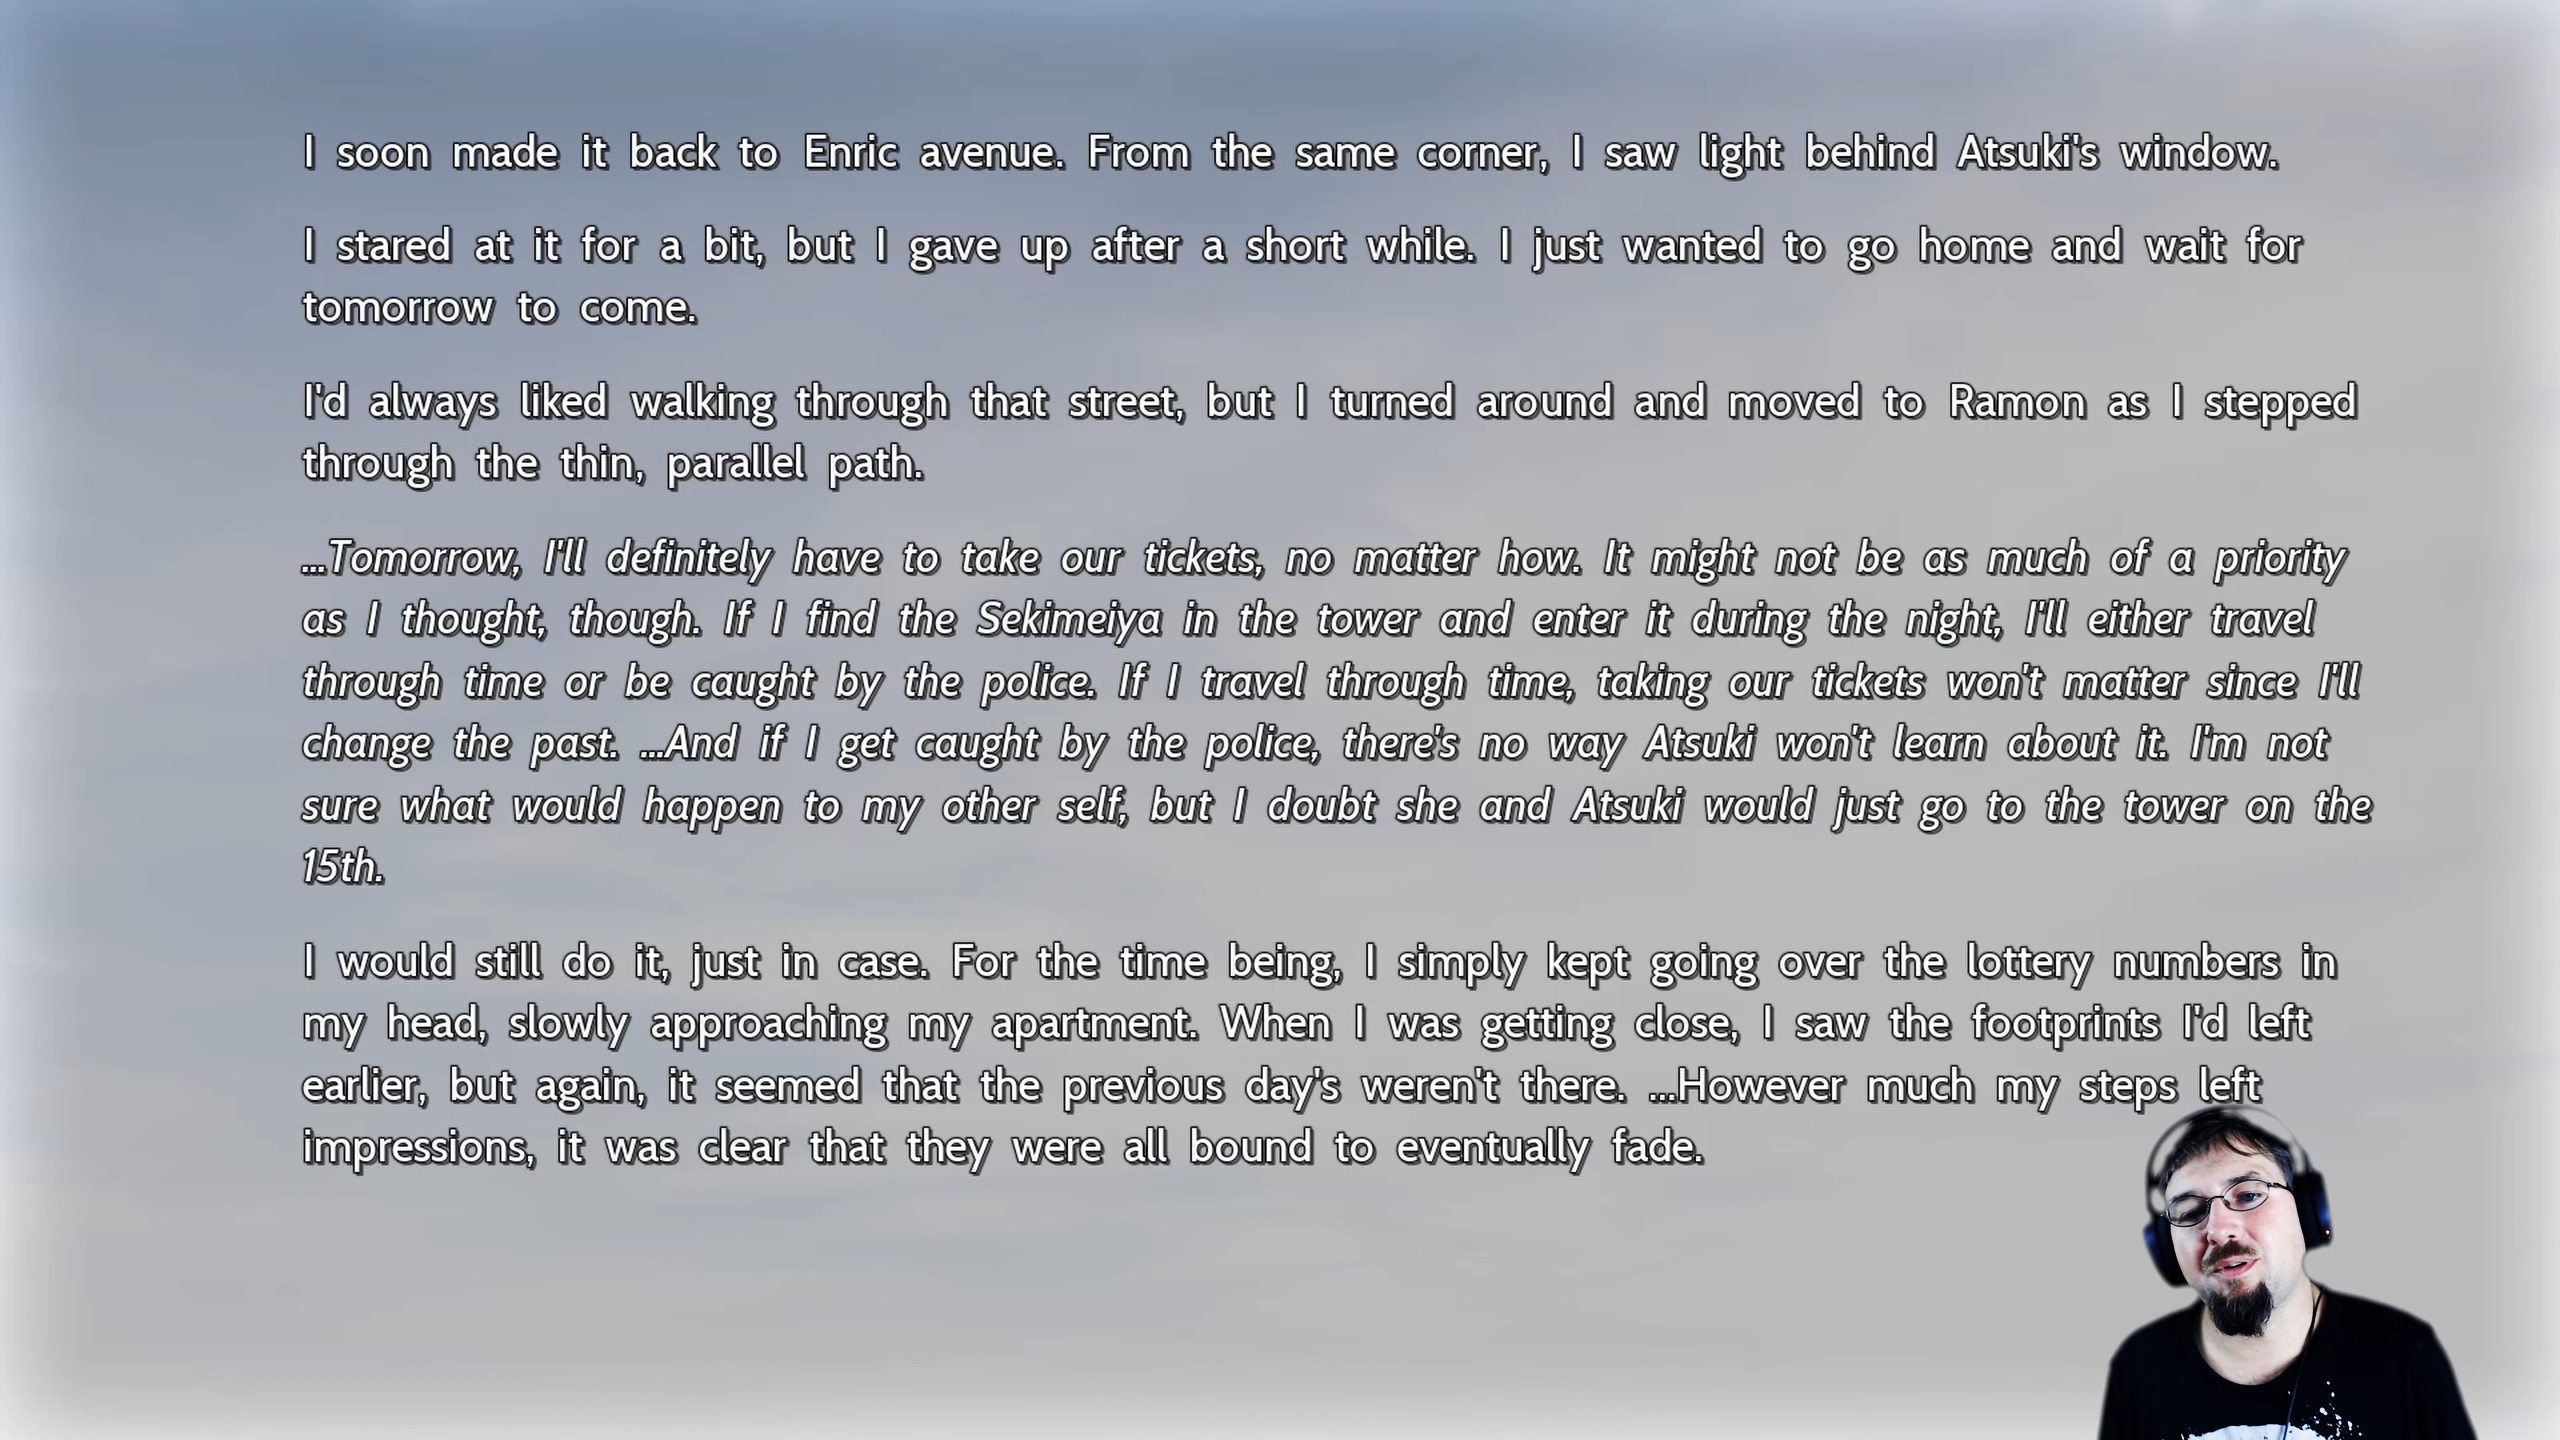 I soon made it back to Enric avenue. From the same corner, I saw light behind Atsuki's window.
I stared at it for a bit, but I gave up after a short while. I just wanted to go home and wait for
tomorrow to come.
I'd always liked walking through that street, but I turned around and moved to Ramon as I stepped
through the thin, parallel path.
...Tomorrow, I'll definitely have to take our tickets, no matter how. It might not be as much of a priority
as I thought, though. If I find the Sekimeiya in the tower and enter it during the night, I'll either travel
through time or be caught by the police. If I travel through time, taking our tickets won't matter since I'll
change the past. ...And if I get caught by the police, there's no way Atsuki won't learn about it. I'm not
sure what would happen to my other self, but I doubt she and Atsuki would just go to the tower on the
15th.
I would still do it, just in case. For the time being, I simply kept going over the lottery numbers in
my head, slowly approaching my apartment. When I was getting close, I saw the footprints I'd left
earlier, but again, it seemed that the previous day's weren't there. ...However much my steps left
impressions, it was clear that they were all bound to eventually fade.